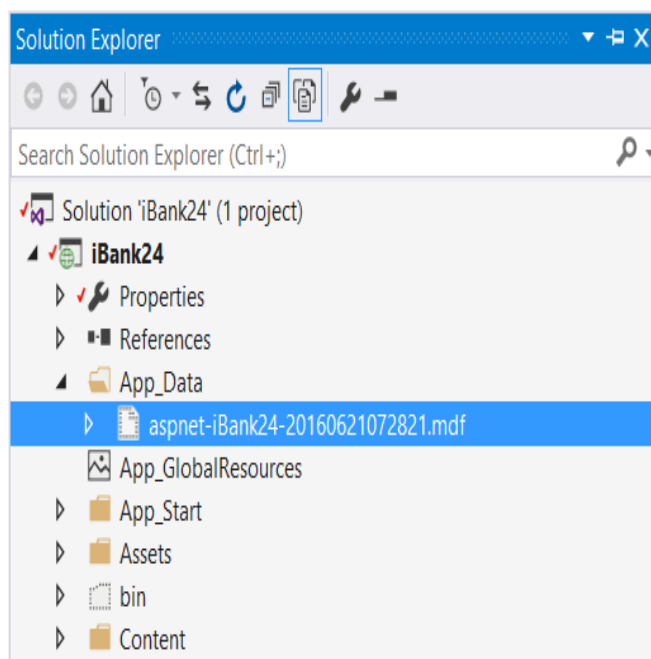 Solution Explorer
Search Solution Explorer (Ctrl+;)
Solution 'iBank24' (1 project)
iBank24
Properties
References
App_Data
aspnet-iBank24-20160621072821.mdf
App_GlobalResources
App_Start
Assets
bin
Content